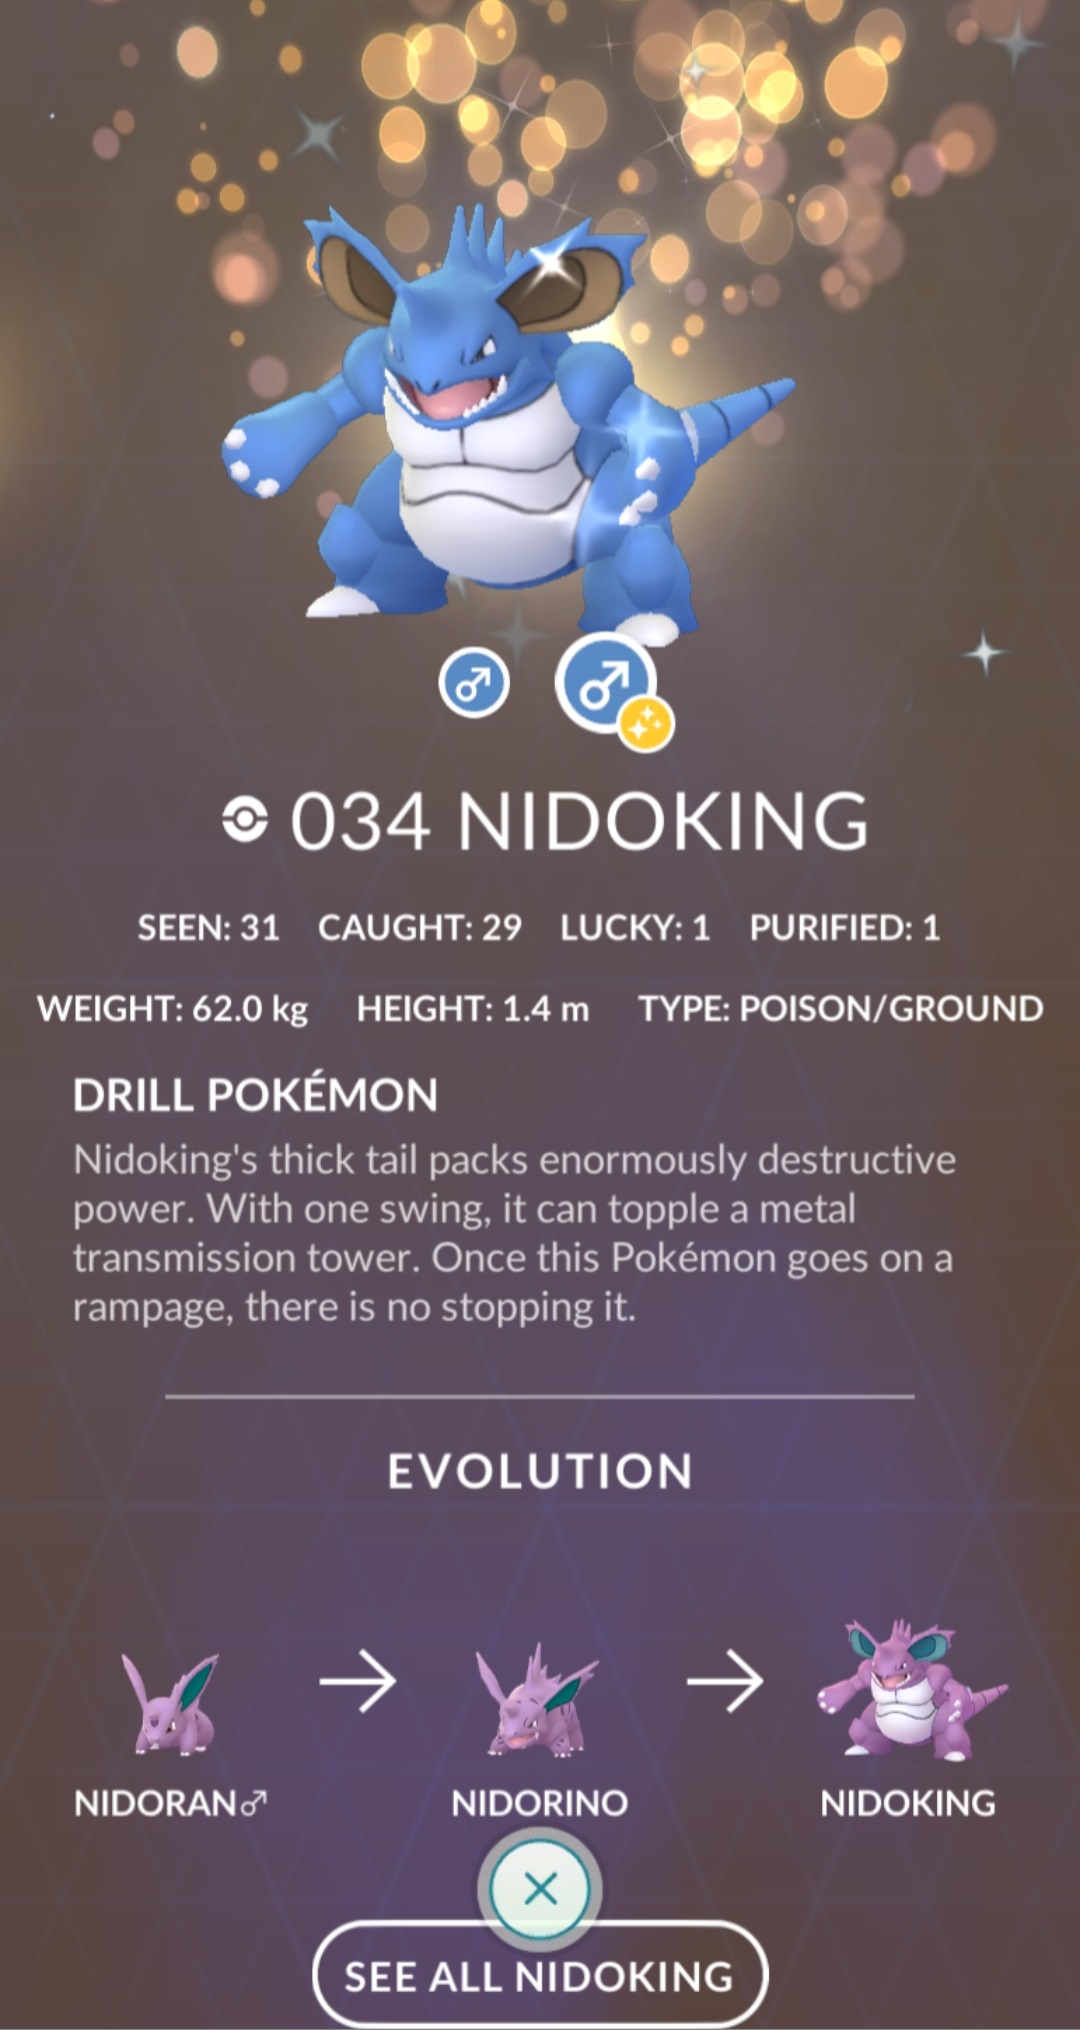 034 NIDOKING
SEEN: 31 CAUGHT: 29 LUCKY: 1 PURIFIED: 1
WEIGHT: 62.0 kg HEIGHT: 1.4 m TYPE: POISON/GROUND
DRILL POKÉMON
Nidoking's thick tail packs enormously destructive
power. With one swing, it can topple a metal
transmission tower. Once this Pokémon goes on a
rampage, there is no stopping it.
EVOLUTION
NIDORAN♂ NIDORINO NIDOKING
SEE ALL NIDOKING